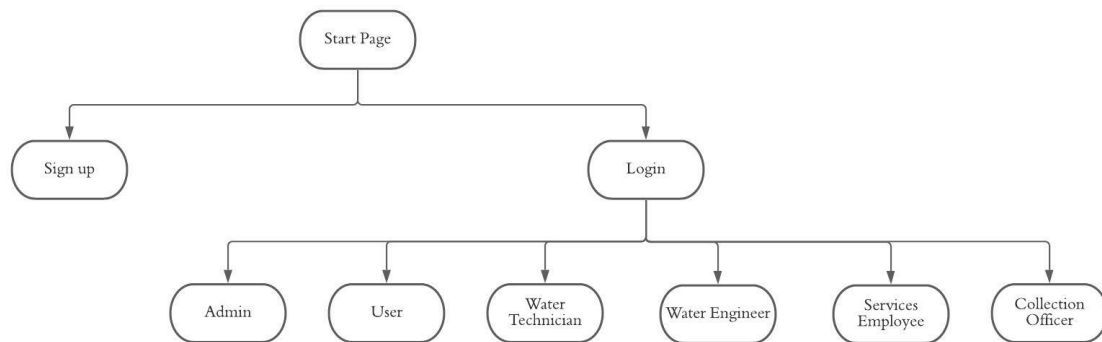 Start Page
Sign up
Login
Admin
User
Water
Technician
Water Engineer
Services
Employee
Collection
Officer